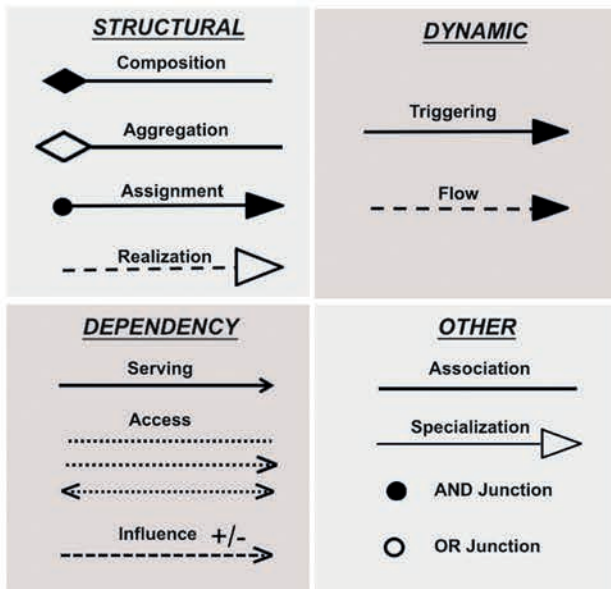 STRUCTURAL
Composition
Aggregation
Assignment
Realization
DYNAMIC
Triggering
Flow
DEPENDENCY
Serving
Access
Influence +/-
OTHER
Association
Specialization
AND Junction
OR Junction